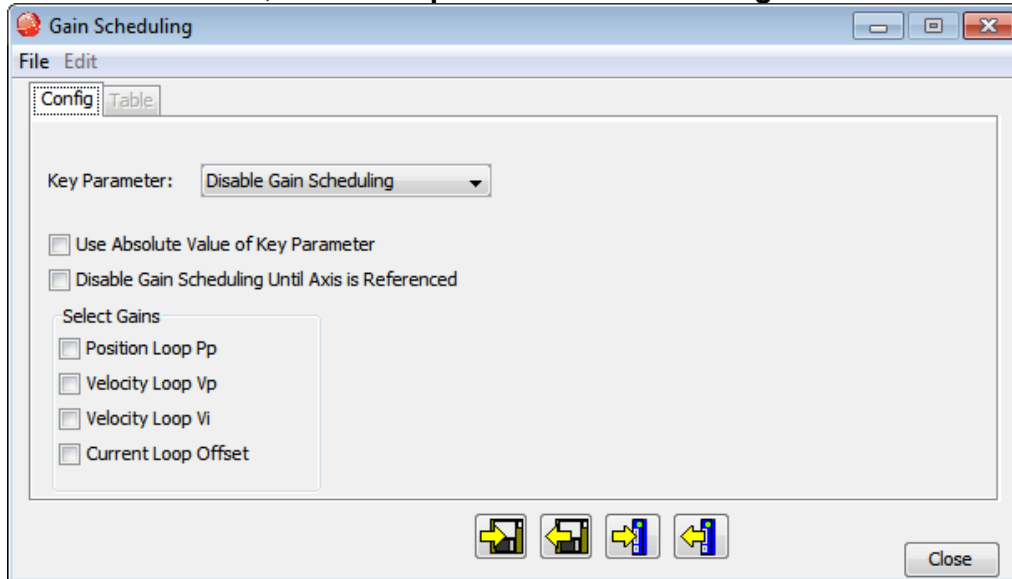 Gain Scheduling
File Edit
Config Table
Key Parameter: Disable Gain Scheduling
Use Absolute Value of Key Parameter
Disable Gain Scheduling Until Axis is Referenced
Select Gains
Position Loop Pp
Velocity Loop Vp
Velocity Loop Vi
Current Loop Offset
Close